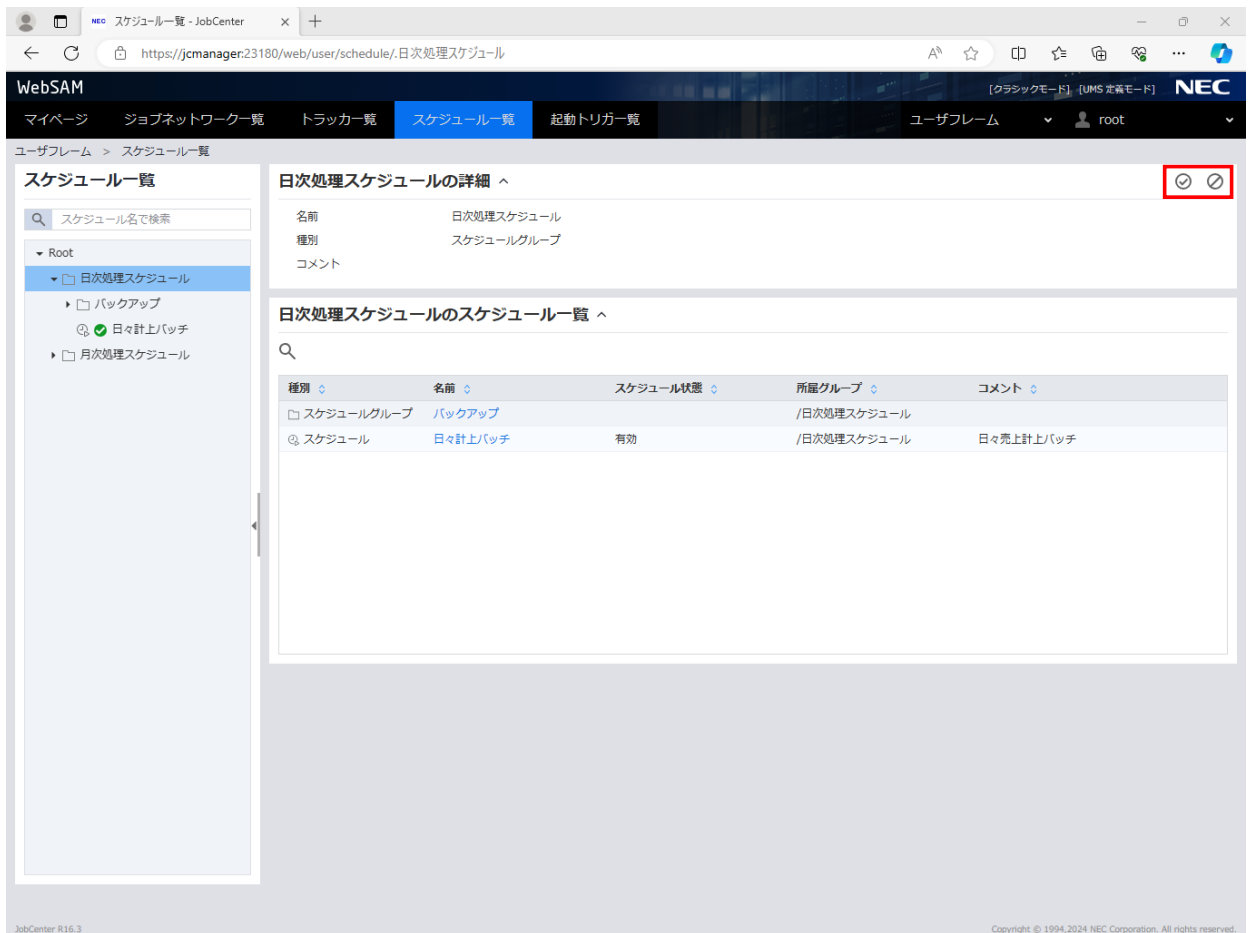 NEC スケジュール一覧 - JobCenter
https://jcmanager:23180/web/user/schedule/.日次処理スケジュール
WebSAM
[クラシックモード] [UMS 定義モード] NEC
マイページ ジョブネットワーク一覧 トラッカ一覧 スケジュール一覧 起動トリガ一覧 ユーザフレーム root
ユーザフレーム > スケジュール一覧
スケジュール一覧
スケジュール名で検索
Root
日次処理スケジュール
バックアップ
日々計上バッチ
月次処理スケジュール
日次処理スケジュールの詳細
名前 日次処理スケジュール
種別 スケジュールグループ
コメント
日次処理スケジュールのスケジュール一覧
種別 名前 スケジュール状態 所属グループ コメント
スケジュールグループ バックアップ /日次処理スケジュール
スケジュール 日々計上バッチ 有効 /日次処理スケジュール 日々売上計上バッチ
JobCenter R16.3 Copyright © 1994,2024 NEC Corporation. All rights reserved.